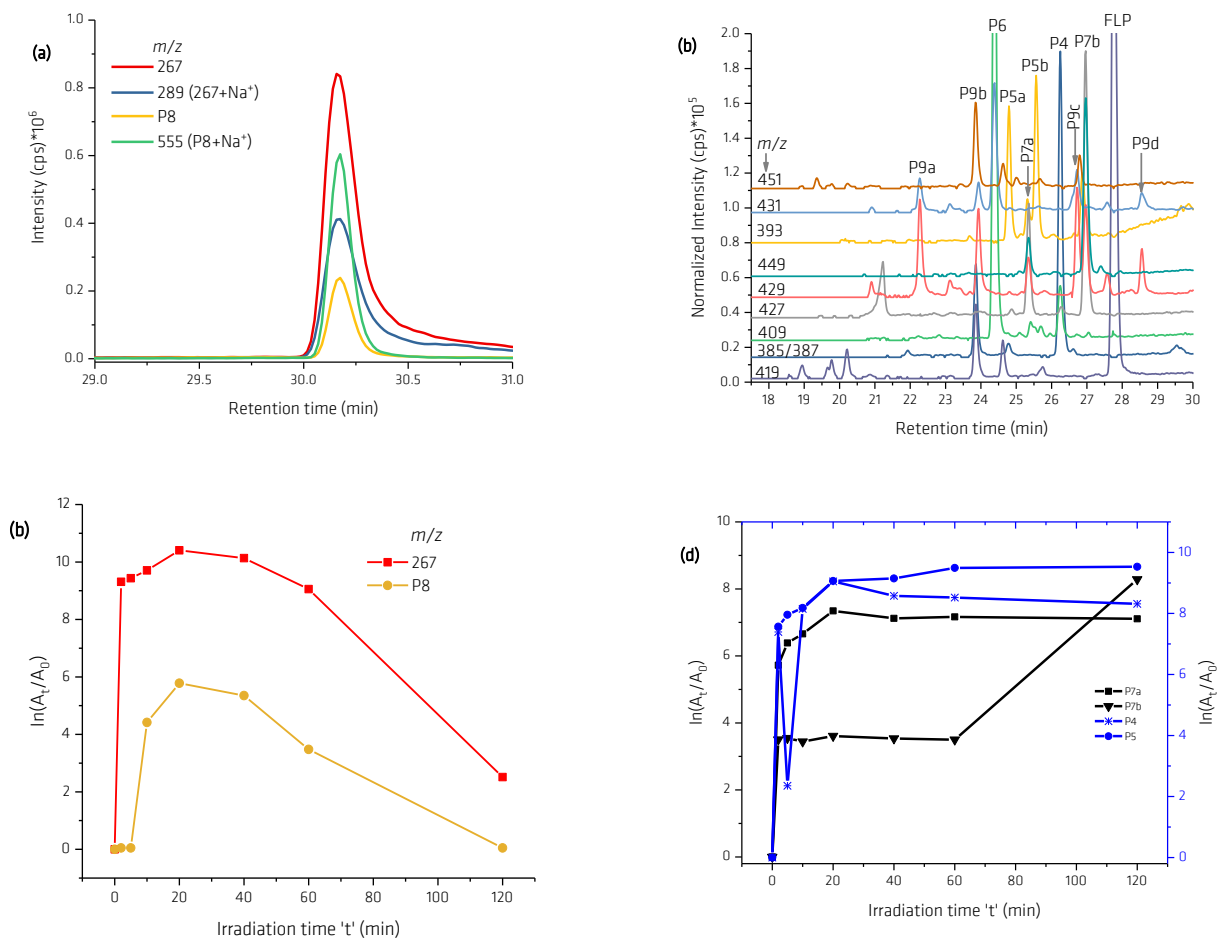 (a)
m/z
267
289 (267+Na⁺)
P8
555 (P8+Na⁺)
1.0
0.8
0.6
0.4
0.2
0.0
Intensity (cps)*10⁶
29.0 29.5 30.0 30.5 31.0
Retention time (min)
(b)
P6 FLP
P4 P7b
P5b
P9b P5a
P9c
P7a
P9a P9d
m/z
451
431
393
449
429
427
409
385/387
419
2.0
1.8
1.6
1.4
1.2
1.0
0.8
0.6
0.4
0.2
0.0
Normalized Intensity (cps)*10⁵
18 19 20 21 22 23 24 25 26 27 28 29 30
Retention time (min)
(b)
m/z
267
P8
12
10
8
6
4
2
0
ln(Aₜ/A₀)
0 20 40 60 80 100 120
Irradiation time 't' (min)
(d)
10
8
6
4
2
0
ln(Aₜ/A₀)
P7a
P7b
P4
P5
10
8
6
4
2
0
ln(Aₜ/A₀)
0 20 40 60 80 100 120
Irradiation time 't' (min)